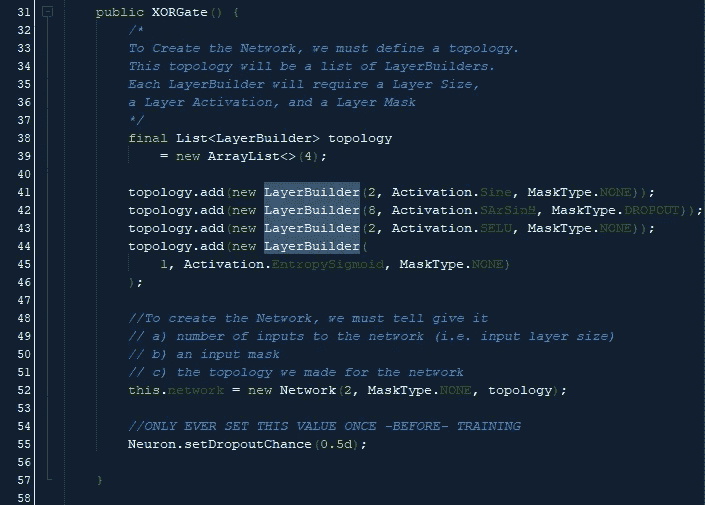 31 public XORGate() {
32 /*
33 To Create the Network, we must define a topology.
34 This topology will be a list of LayerBuilders.
35 Each LayerBuilder will require a Layer Size,
36 a Layer Activation, and a Layer Mask
37 */
38 final List<LayerBuilder> topology
39 = new ArrayList<>(4);
40
41 topology.add(new LayerBuilder(2, Activation.Sine, MaskType.NONE));
42 topology.add(new LayerBuilder(8, Activation.SArSinH, MaskType.DROPOUT));
43 topology.add(new LayerBuilder(2, Activation.SELU, MaskType.NONE));
44 topology.add(new LayerBuilder(
45 1, Activation.EntropySigmoid, MaskType.NONE)
46 );
47
48 //To create the Network, we must tell give it
49 // a) number of inputs to the network (i.e. input layer size)
50 // b) an input mask
51 // c) the topology we made for the network
52 this.network = new Network(2, MaskType.NONE, topology);
53
54 //ONLY EVER SET THIS VALUE ONCE -BEFORE- TRAINING
55 Neuron.setDropoutChance(0.5d);
56
57 }
58